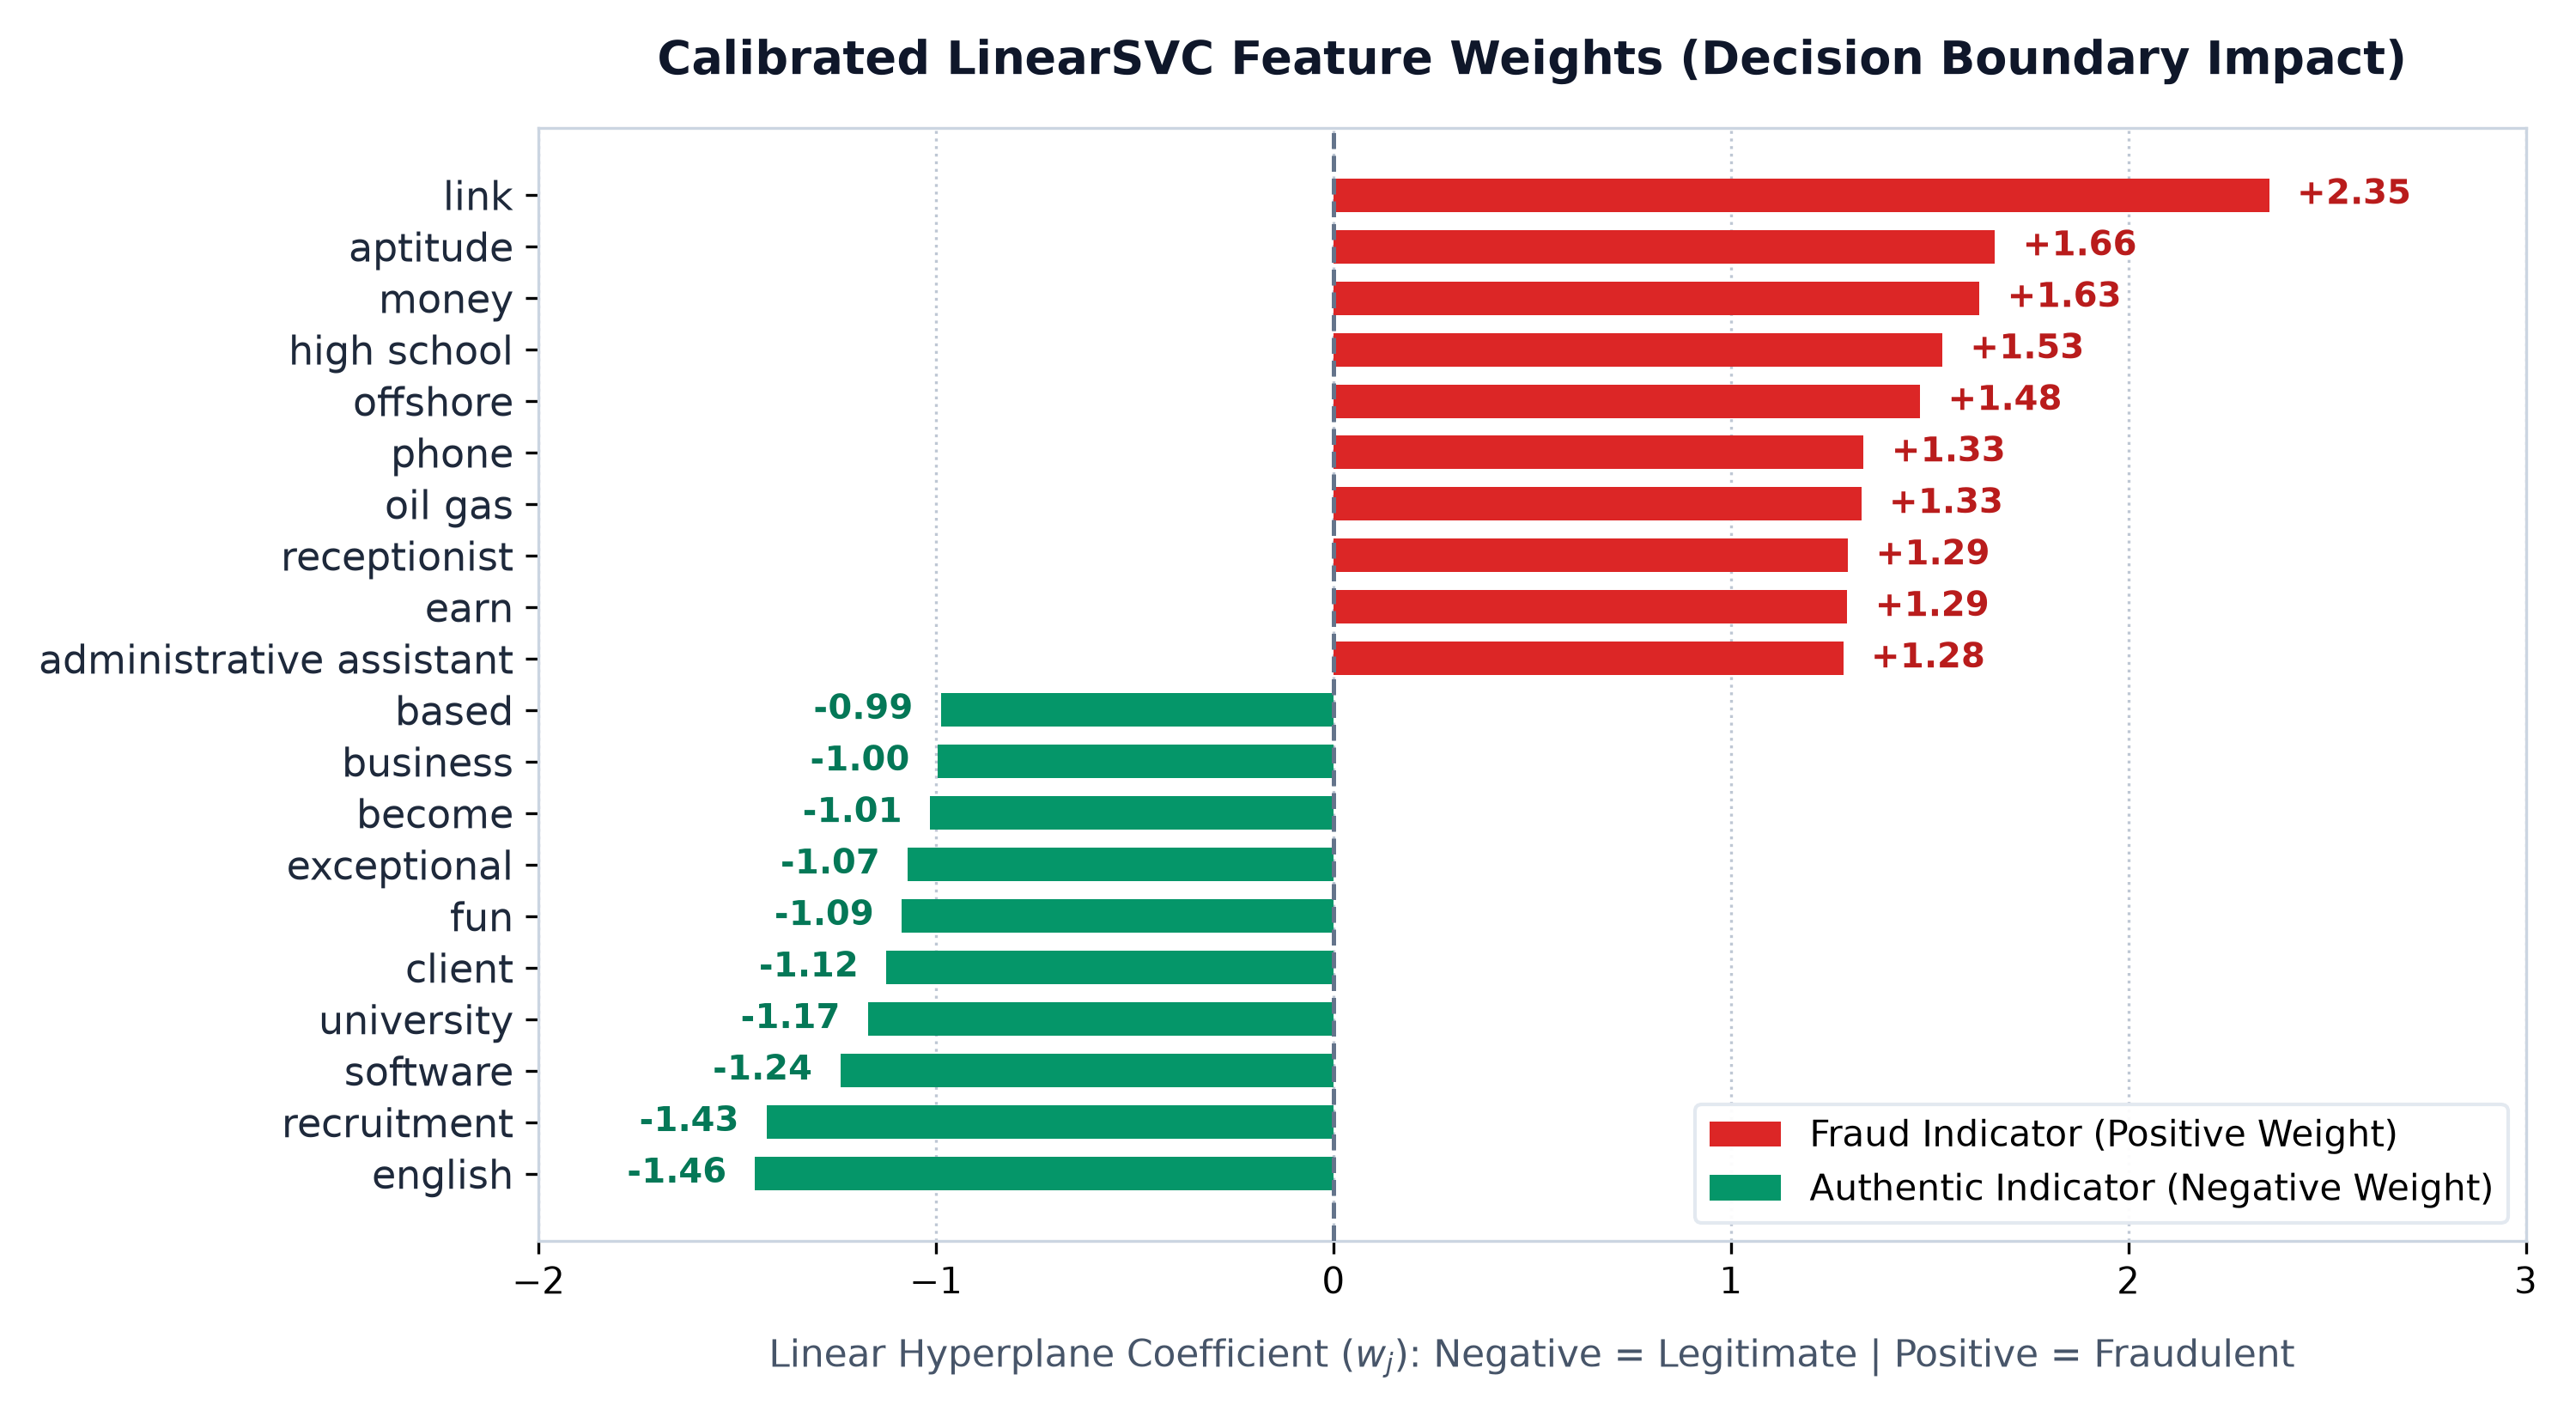 Calibrated LinearSVC Feature Weights (Decision Boundary Impact)
link +2.35
aptitude +1.66
money +1.63
high school +1.53
offshore +1.48
phone +1.33
oil gas +1.33
receptionist +1.29
earn +1.29
administrative assistant +1.28
based -0.99
business -1.00
become -1.01
exceptional -1.07
fun -1.09
client -1.12
university -1.17
software -1.24
recruitment -1.43
english -1.46
Fraud Indicator (Positive Weight)
Authentic Indicator (Negative Weight)
−2 −1 0 1 2 3
Linear Hyperplane Coefficient (wj): Negative = Legitimate | Positive = Fraudulent